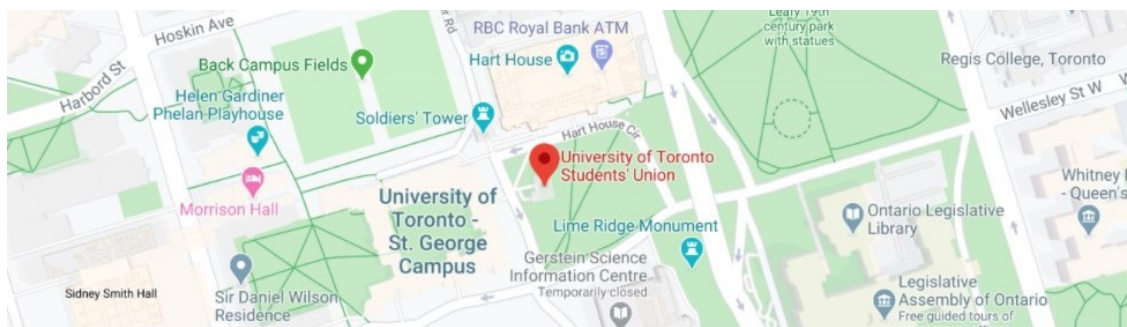 Hoskin Ave
Harbord St
Back Campus Fields
Helen Gardiner
Phelan Playhouse
Morrison Hall
Sidney Smith Hall
Sir Daniel Wilson
Residence
Soldiers' Tower
RBC Royal Bank ATM
Hart House
Hart House Cir
University of Toronto
Students' Union
University of
Toronto -
St. George
Campus
Lime Ridge Monument
Gerstein Science
Information Centre
Temporarily closed
century park
with statues
Regis College, Toronto
Wellesley St W
Whitney
- Queen's
Ontario Legislative
Library
Legislative
Assembly of Ontario
Free guided tours of